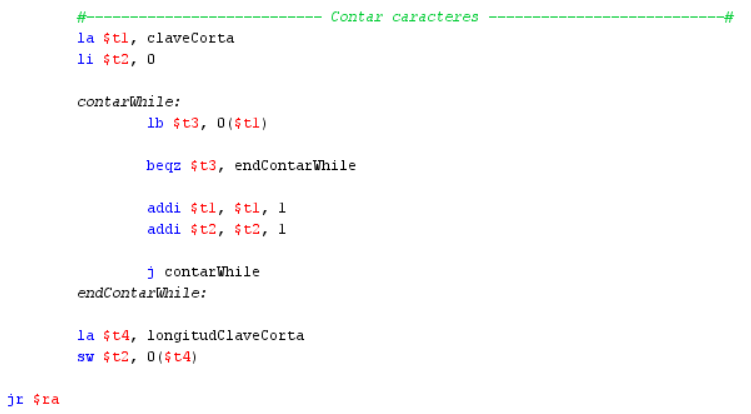 #--------------------------- Contar caracteres ---------------------------#
la $t1, claveCorta
li $t2, 0
contarWhile:
lb $t3, 0($t1)
beqz $t3, endContarWhile
addi $t1, $t1, 1
addi $t2, $t2, 1
j contarWhile
endContarWhile:
la $t4, longitudClaveCorta
sw $t2, 0($t4)
jr $ra